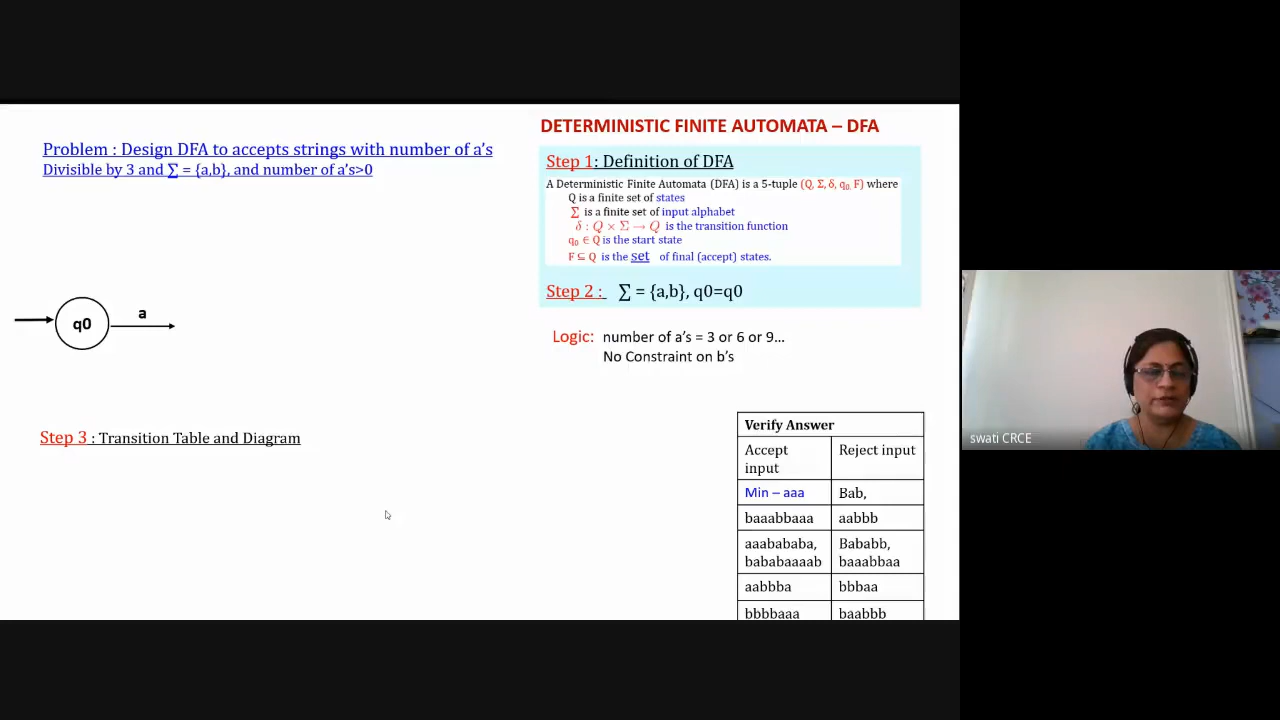 Problem : Design DFA to accepts strings with number of a's
Divisible by 3 and ∑ = {a,b}, and number of a's>0
q0
a
Step 3 : Transition Table and Diagram
DETERMINISTIC FINITE AUTOMATA – DFA
Step 1: Definition of DFA
A Deterministic Finite Automata (DFA) is a 5-tuple (Q, Σ, δ, q₀, F) where
Q is a finite set of states
∑ is a finite set of input alphabet
δ : Q × Σ → Q is the transition function
q₀ ∈ Q is the start state
F ⊆ Q is the set of final (accept) states.
Step 2 : ∑ = {a,b}, q0=q0
Logic: number of a's = 3 or 6 or 9...
No Constraint on b's
Verify Answer
Accept input
Reject input
Min – aaa
Bab,
baaabbaaa
aabbb
aaabababa,
bababaaaab
Bababb,
baaabbaa
aabbba
bbbaa
bbbbaaa
baabbb
swati CRCE